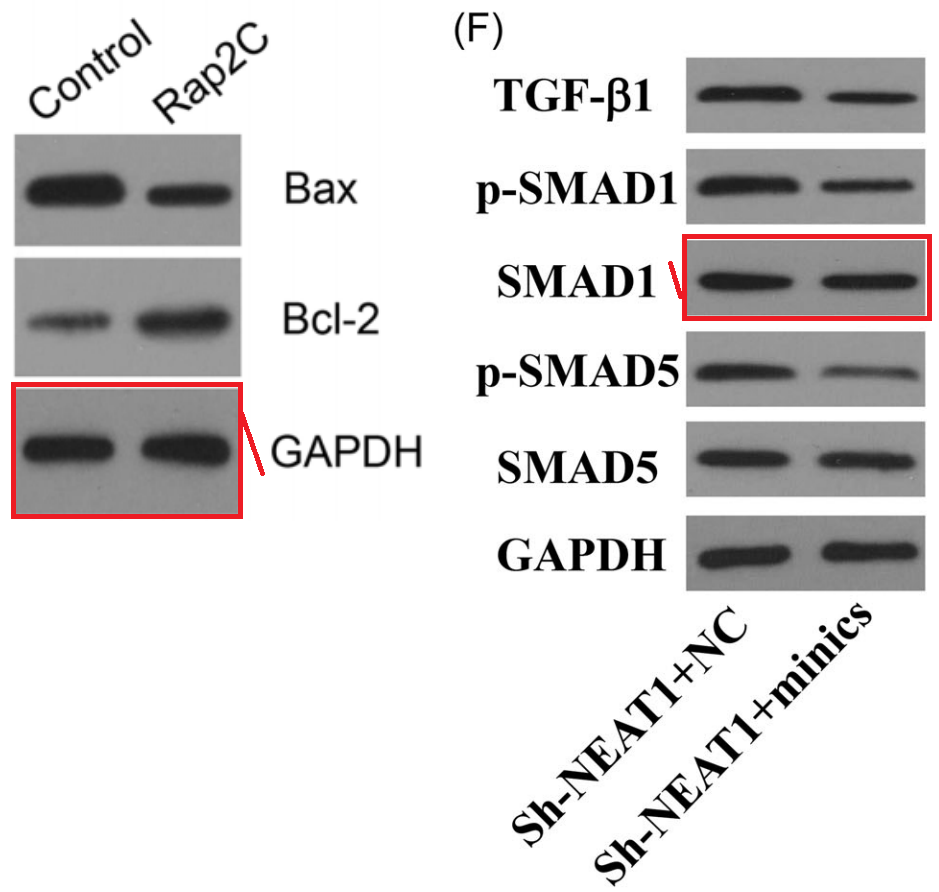 Control
Rap2C
Bax
Bcl-2
GAPDH
(F)
TGF-β1
p-SMAD1
SMAD1
p-SMAD5
SMAD5
GAPDH
Sh-NEAT1+NC
Sh-NEAT1+minics